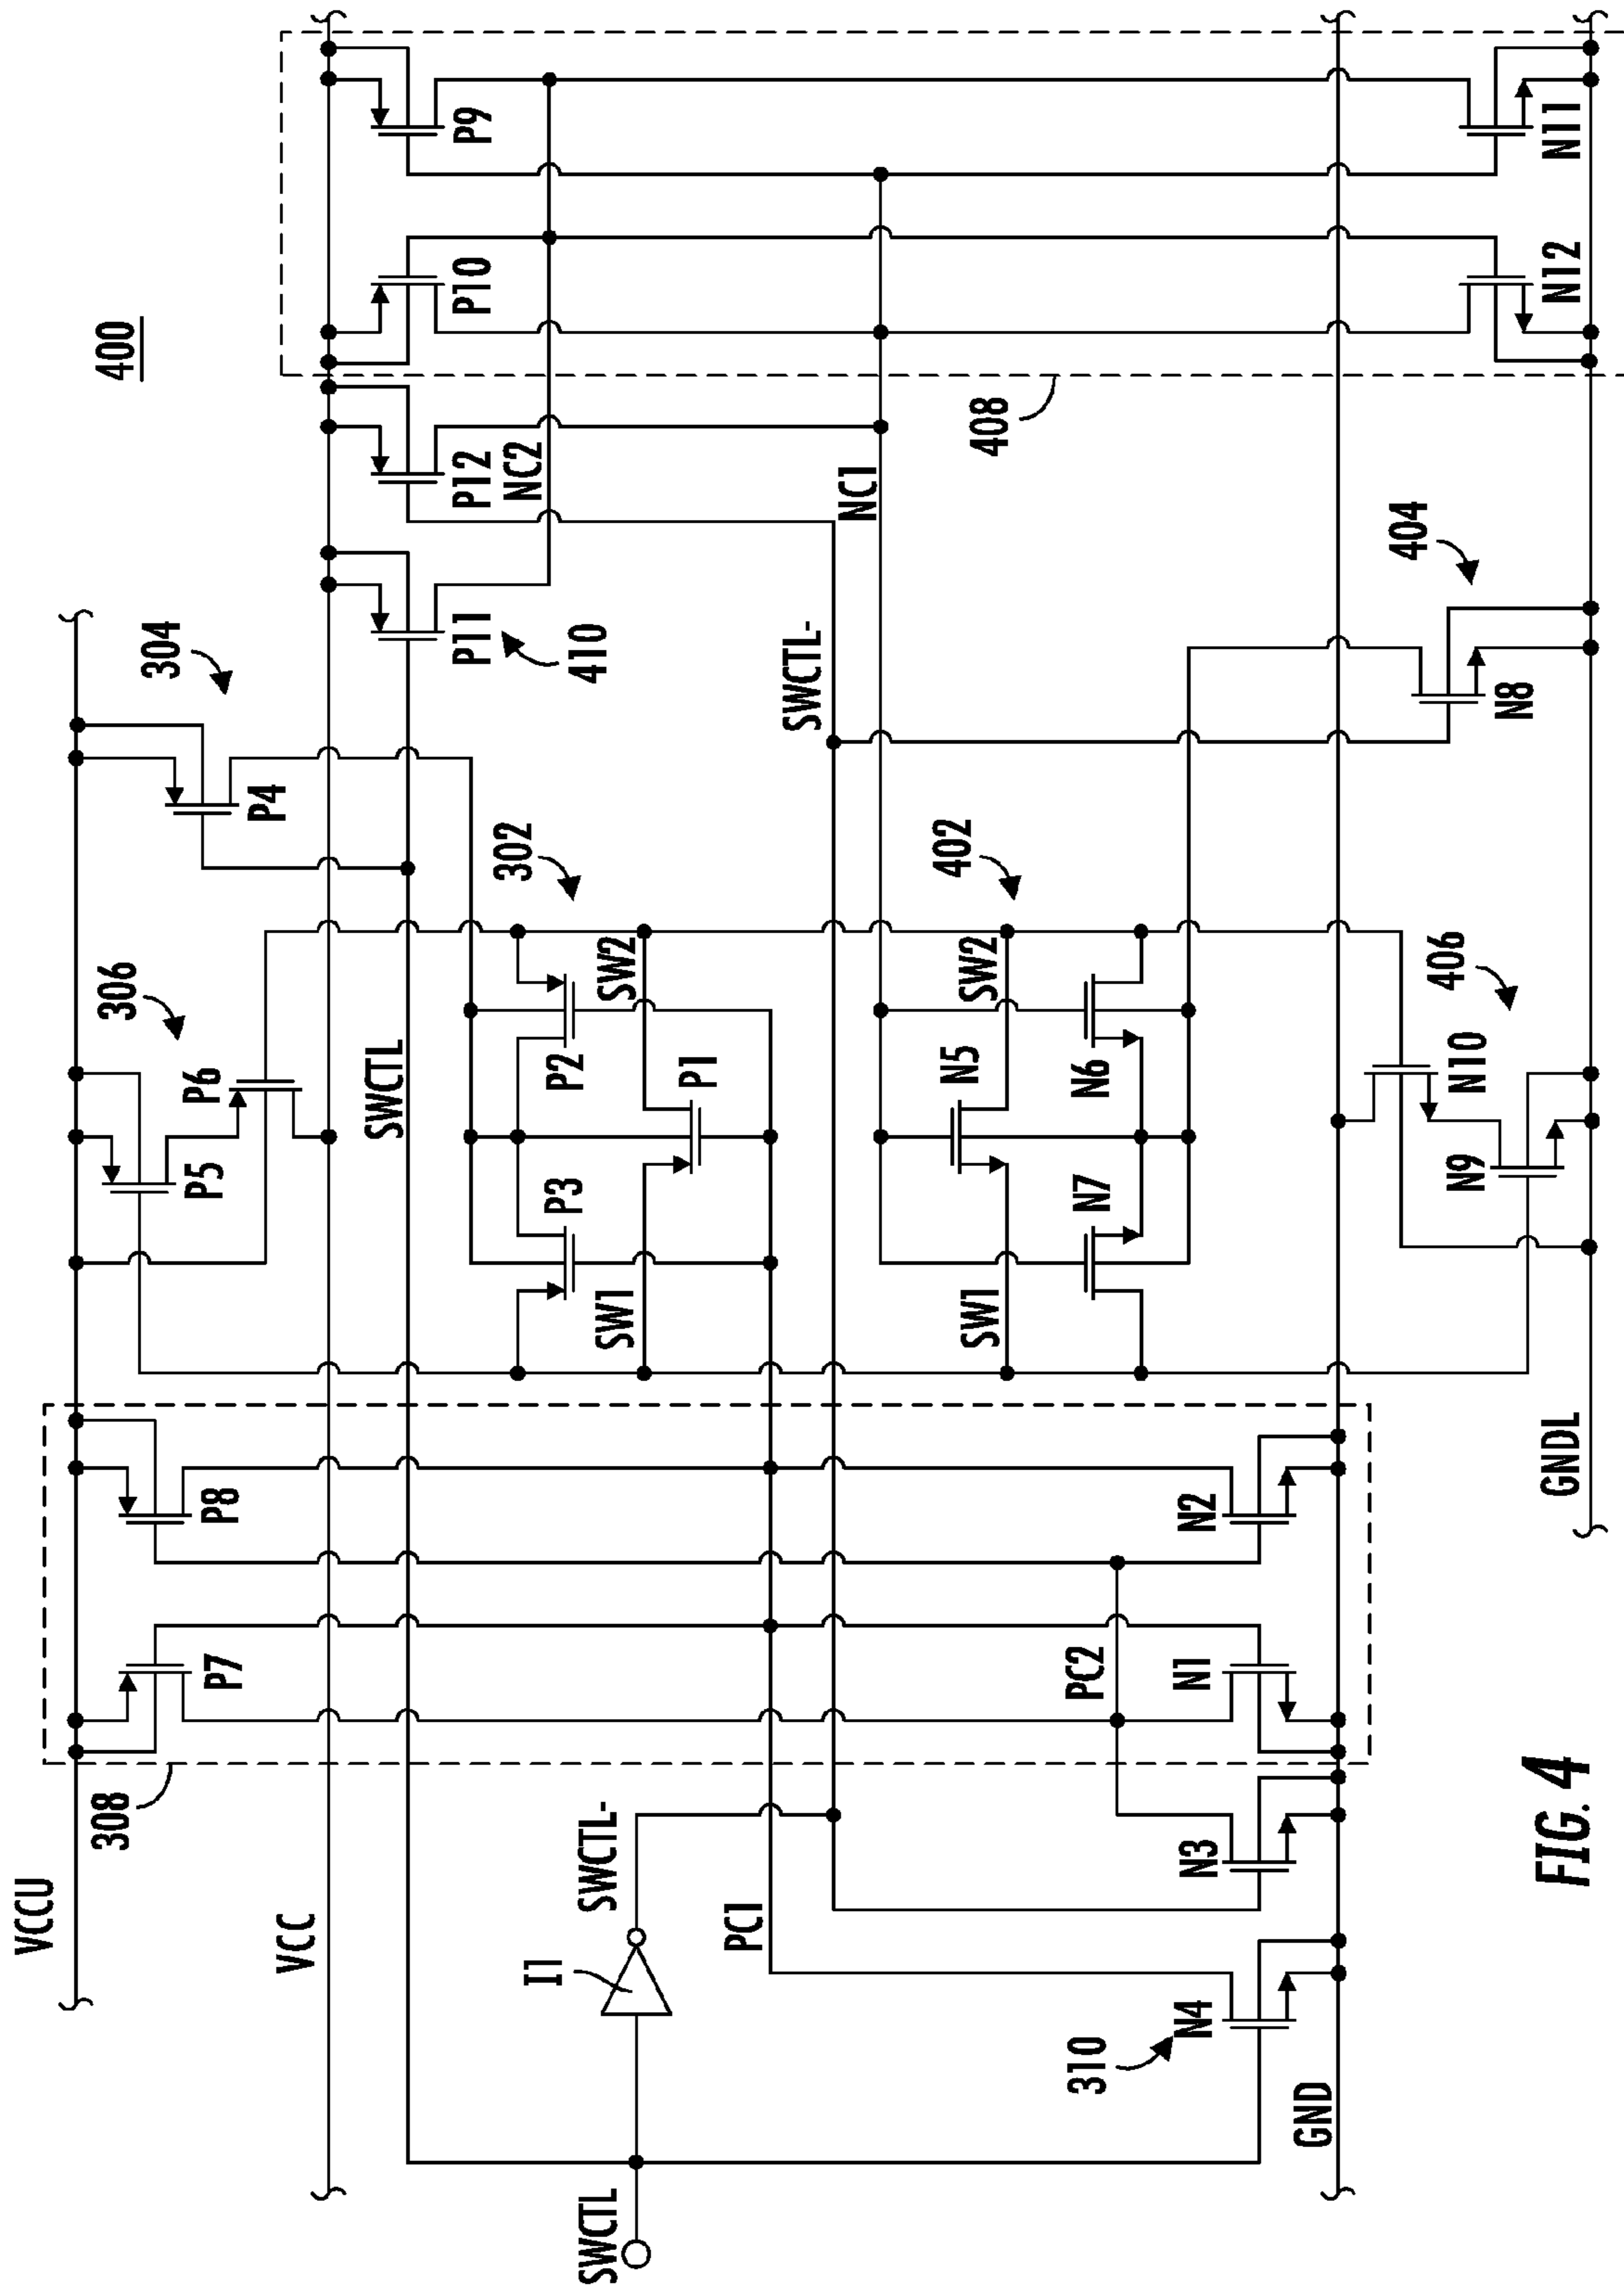 400
VCCU
308
P7
P8
306
P5
P6
304
P4
VCC
SWCTL
P11
410
P12
NC2
P10
P9
SWCTL
I1
SWCTL-
302
P3
P2
SW1
SW2
P1
PC1
SWCTL-
NC1
408
402
SW1
N5
SW2
N7
N6
PC2
310
N4
N3
N1
N2
406
N9
N10
404
N8
N12
N11
GND
GNDL
FIG. 4